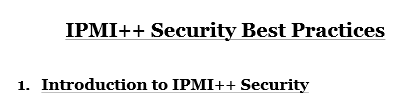 IPMI++ Security Best Practices
1. Introduction to IPMI++ Security